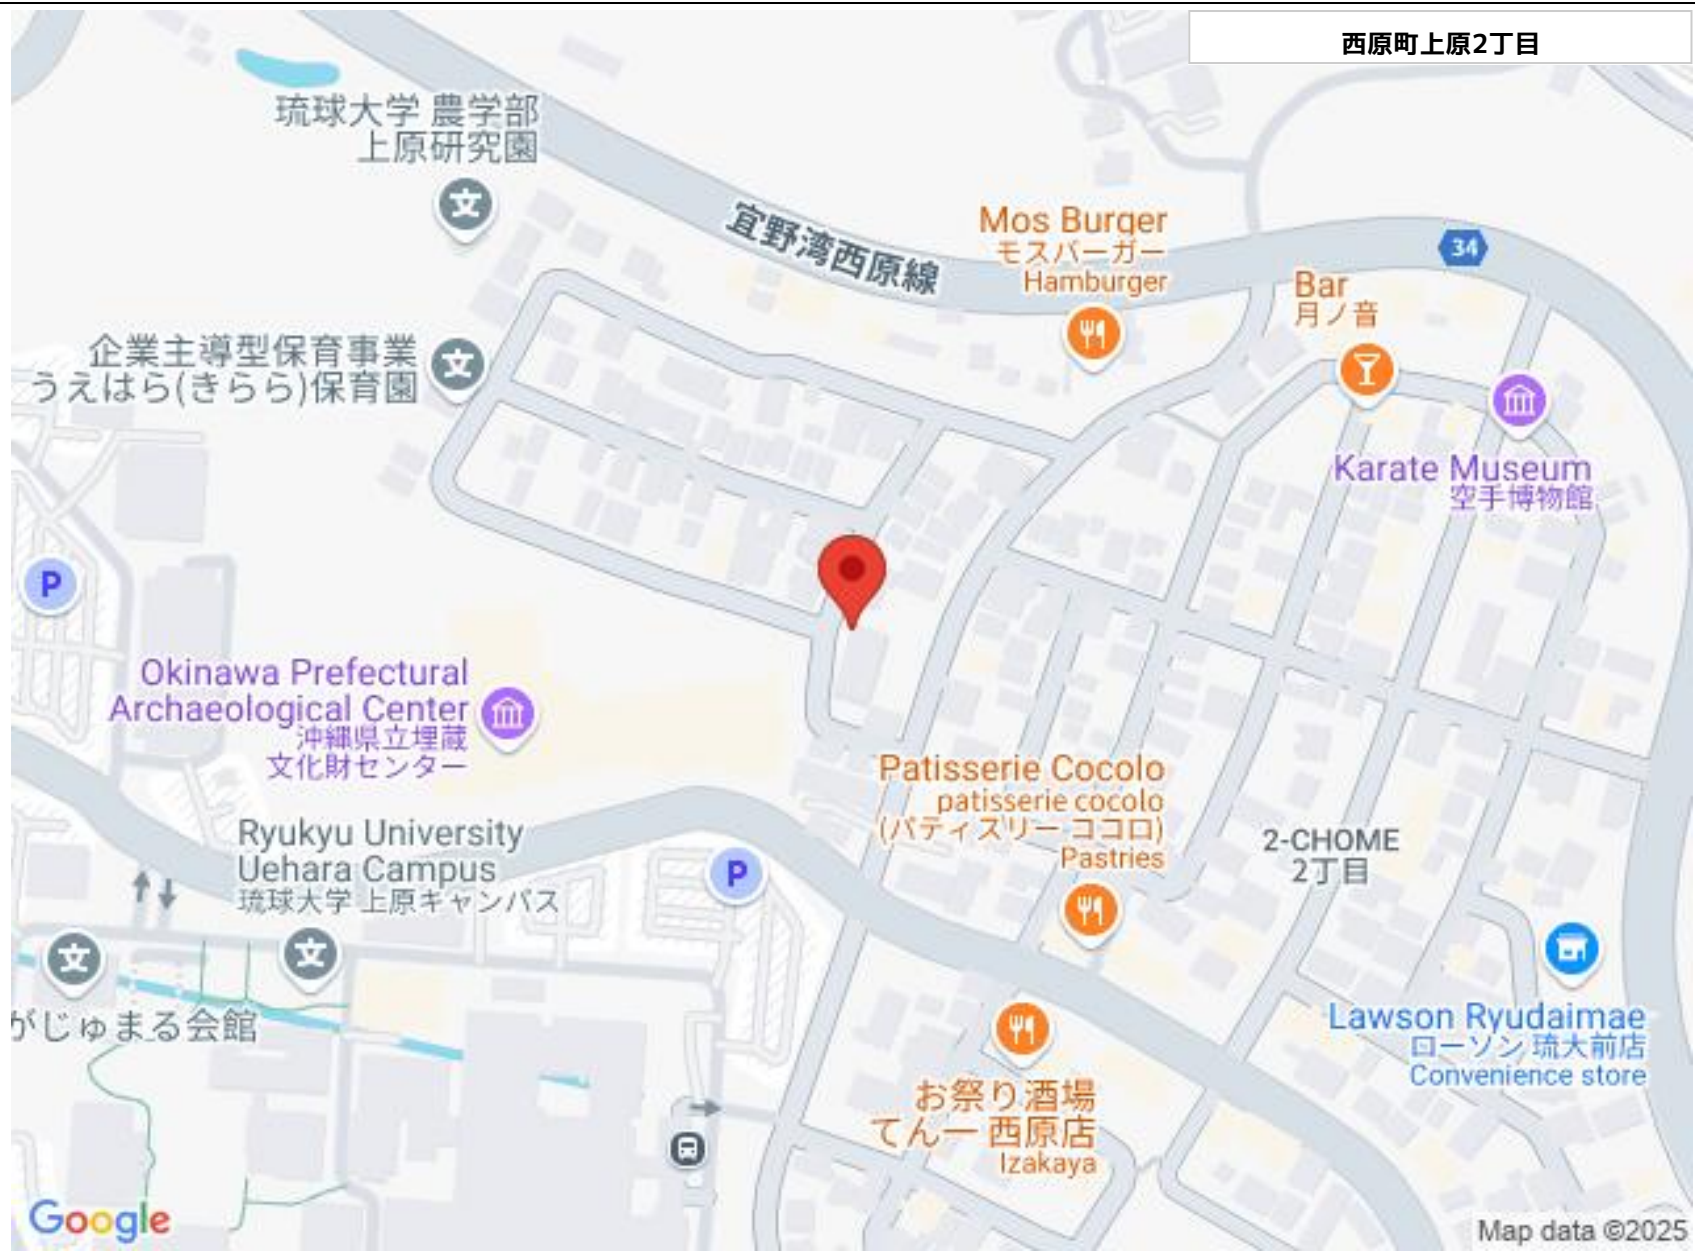 西原町上原2丁目
琉球大学 農学部
上原研究園
宜野湾西原線
Mos Burger
モスバーガー
Hamburger
34
Bar
月ノ音
企業主導型保育事業
うえはら(きらら)保育園
Karate Museum
空手博物館
P
Okinawa Prefectural
Archaeological Center
沖縄県立埋蔵
文化財センター
Patisserie Cocolo
patisserie cocolo
(パティスリー ココロ)
Pastries
Ryukyu University
Uehara Campus
琉球大学 上原キャンパス
P
2-CHOME
2丁目
がじゅまる会館
Lawson Ryudaimae
ローソン 琉大前店
Convenience store
お祭り酒場
てん一 西原店
Izakaya
文
文
文
文
Google
Map data ©2025